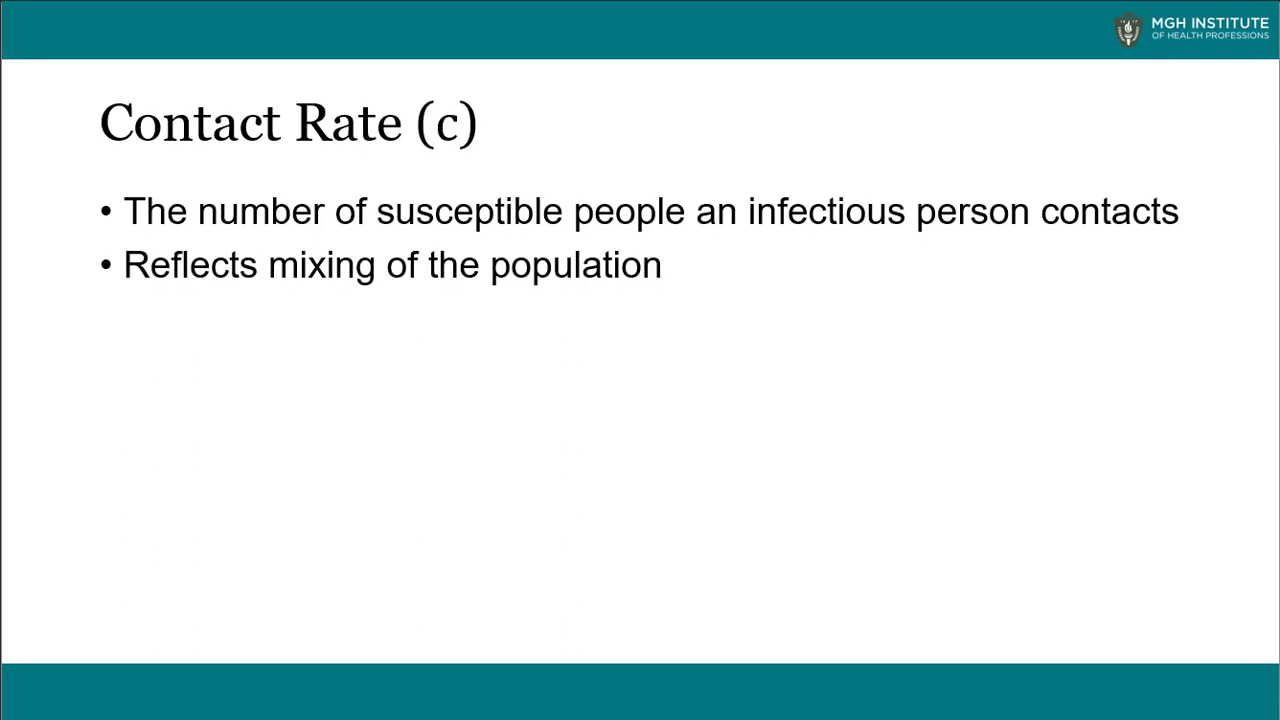 MGH INSTITUTE
OF HEALTH PROFESSIONS
Contact Rate (c)
• The number of susceptible people an infectious person contacts
• Reflects mixing of the population